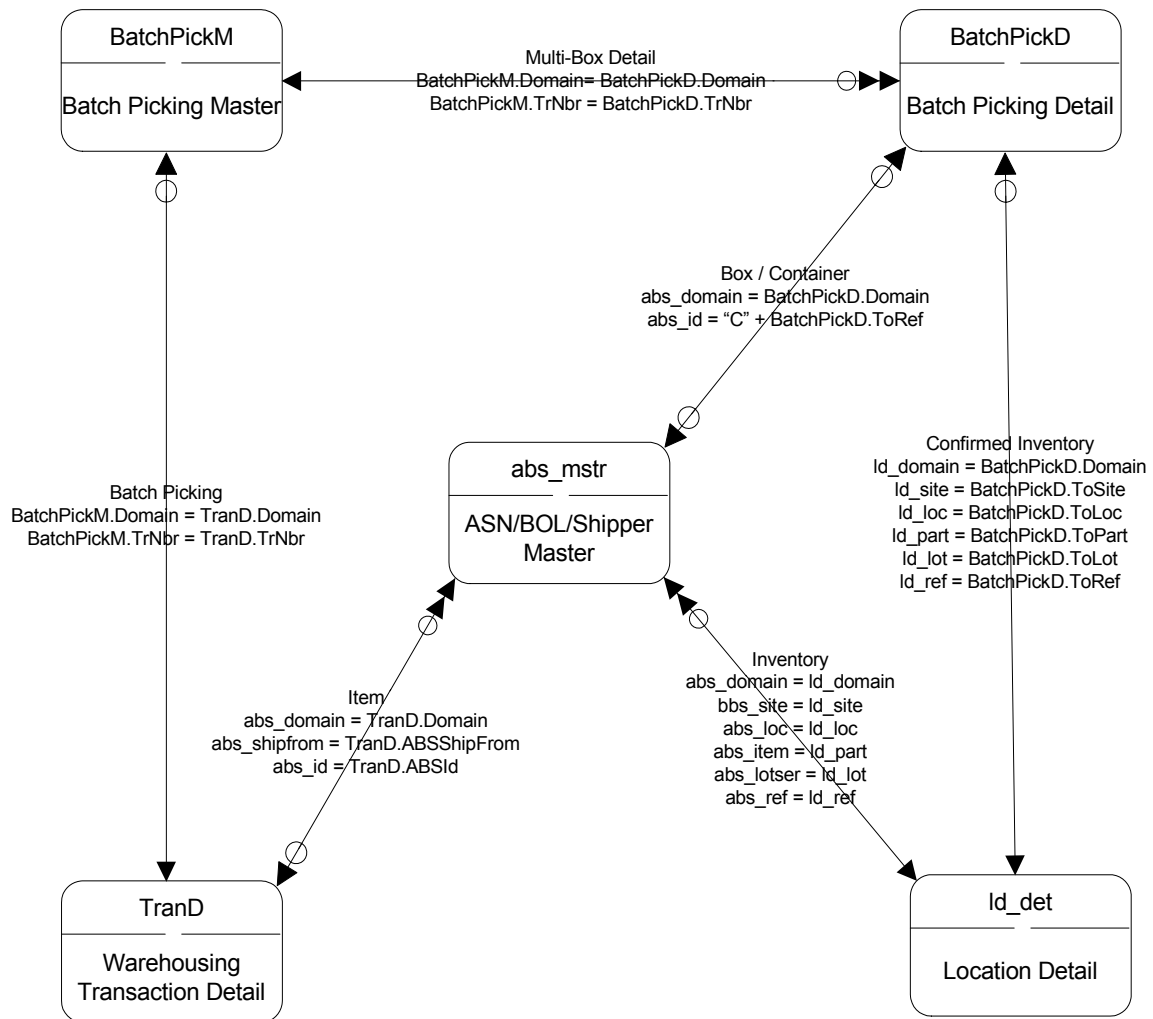 BatchPickM
Batch Picking Master
Multi-Box Detail
BatchPickM.Domain= BatchPickD.Domain
BatchPickM.TrNbr = BatchPickD.TrNbr
BatchPickD
Batch Picking Detail
Box / Container
abs_domain = BatchPickD.Domain
abs_id = “C” + BatchPickD.ToRef
Confirmed Inventory
ld_domain = BatchPickD.Domain
ld_site = BatchPickD.ToSite
ld_loc = BatchPickD.ToLoc
ld_part = BatchPickD.ToPart
ld_lot = BatchPickD.ToLot
ld_ref = BatchPickD.ToRef
abs_mstr
ASN/BOL/Shipper
Master
Batch Picking
BatchPickM.Domain = TranD.Domain
BatchPickM.TrNbr = TranD.TrNbr
Item
abs_domain = TranD.Domain
abs_shipfrom = TranD.ABSShipFrom
abs_id = TranD.ABSId
Inventory
abs_domain = ld_domain
bbs_site = ld_site
abs_loc = ld_loc
abs_item = ld_part
abs_lotser = ld_lot
abs_ref = ld_ref
TranD
Warehousing
Transaction Detail
ld_det
Location Detail